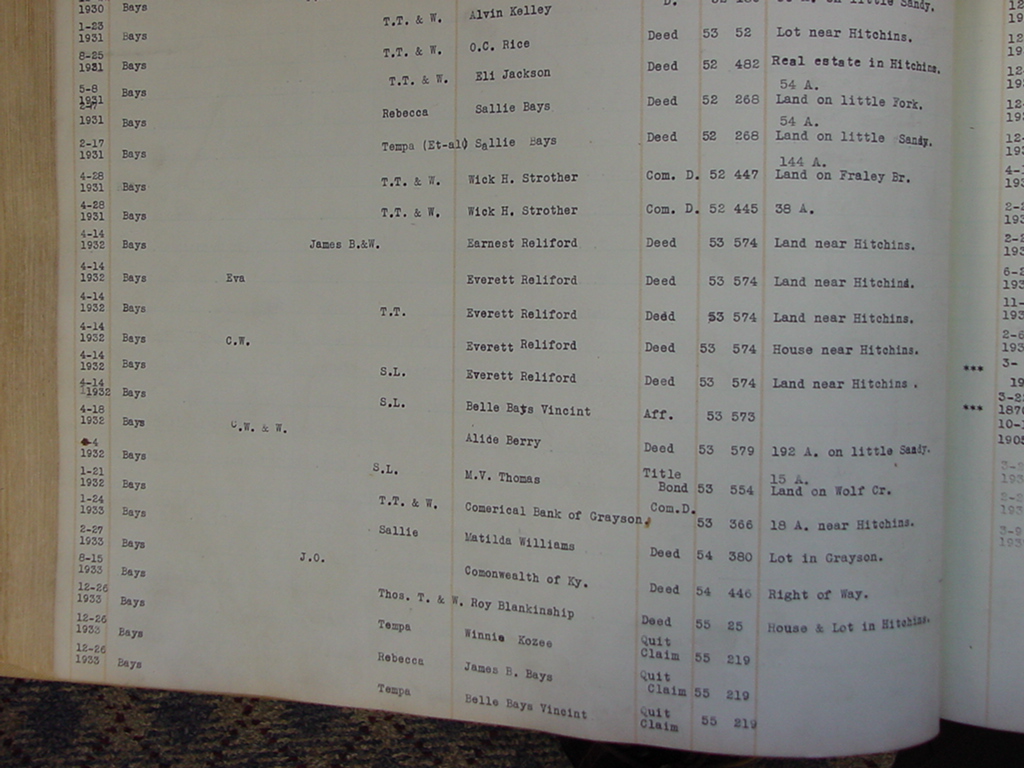 1930 Bays T.T. & W. Alvin Kelley D. on little Sandy.
1-23
1931 Bays T.T. & W. O.C. Rice Deed 53 52 Lot near Hitchins.
8-25
1931 Bays T.T. & W. Eli Jackson Deed 52 482 Real estate in Hitchins.
5-8 54 A.
1931 Bays Rebecca Sallie Bays Deed 52 268 Land on little Fork.
54 A.
Bays Tempa (Et-al) Sallie Bays Deed 52 268 Land on little Sandy.
2-17 144 A.
1931 Bays T.T. & W. Wick H. Strother Com. D. 52 447 Land on Fraley Br.
4-28
1931 Bays T.T. & W. Wick H. Strother Com. D. 52 445 38 A.
4-28
1931
4-14
1932 Bays James B.&W. Earnest Reliford Deed 53 574 Land near Hitchins.
4-14
1932 Bays Eva Everett Reliford Deed 53 574 Land near Hitchins.
4-14
1932 Bays T.T. Everett Reliford Deed 53 574 Land near Hitchins.
4-14
1932 Bays C.W. Everett Reliford Deed 53 574 House near Hitchins.
4-14
1932 Bays S.L. Everett Reliford Deed 53 574 Land near Hitchins.
4-14
1932 Bays S.L. Belle Bays Vincint Aff. 53 573
4-18
1932 Bays C.W. & W. Alide Berry Deed 53 579 192 A. on little Sandy.
1932 Bays S.L. M.V. Thomas Title 15 A.
Bond 53 554 Land on Wolf Cr.
1-21
1932 Bays T.T. & W. Comerical Bank of Grayson. Com.D. 53 366 18 A. near Hitchins.
1-24
1933 Bays Sallie Matilda Williams Deed 54 380 Lot in Grayson.
2-27
1933 Bays J.O. Comonwealth of Ky. Deed 54 446 Right of Way.
8-15
1933 Bays Thos. T. & W. Roy Blankinship Deed 55 25 House & Lot in Hitchins.
12-26
1933 Bays Tempa Winnie Kozee Quit
Claim 55 219
12-26
1933 Bays Rebecca James B. Bays Quit
Claim 55 219
12-26
1933 Bays Tempa Belle Bays Vincint Quit
Claim 55 219
***
***